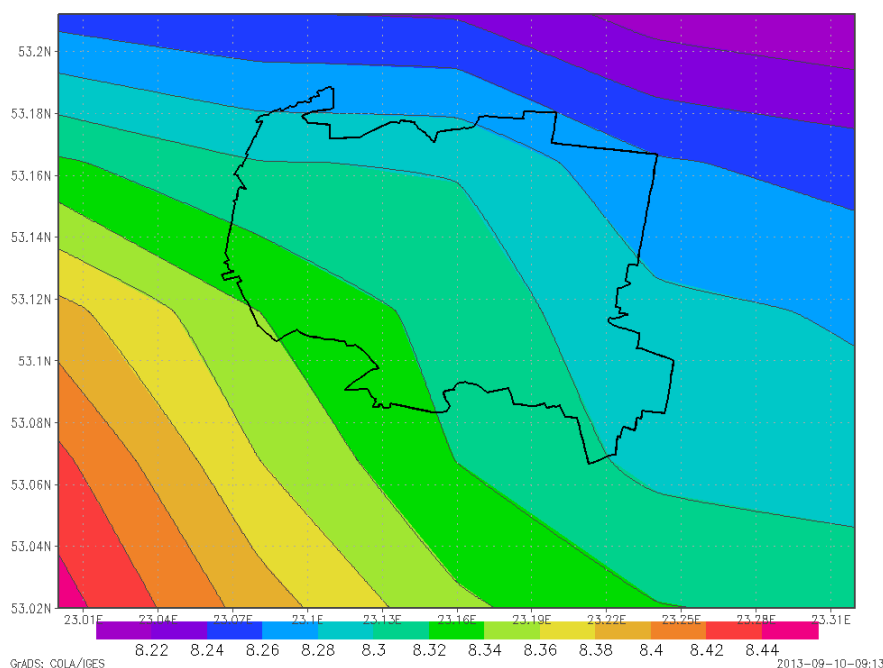 53.2N
53.18N
53.16N
53.14N
53.12N
53.1N
53.08N
53.06N
53.04N
53.02N
23.01E 23.04E 23.07E 23.1E 23.13E 23.16E 23.19E 23.22E 23.25E 23.28E 23.31E
8.22 8.24 8.26 8.28 8.3 8.32 8.34 8.36 8.38 8.4 8.42 8.44
GrADS: COLA/IGES 2013-09-10-09:13